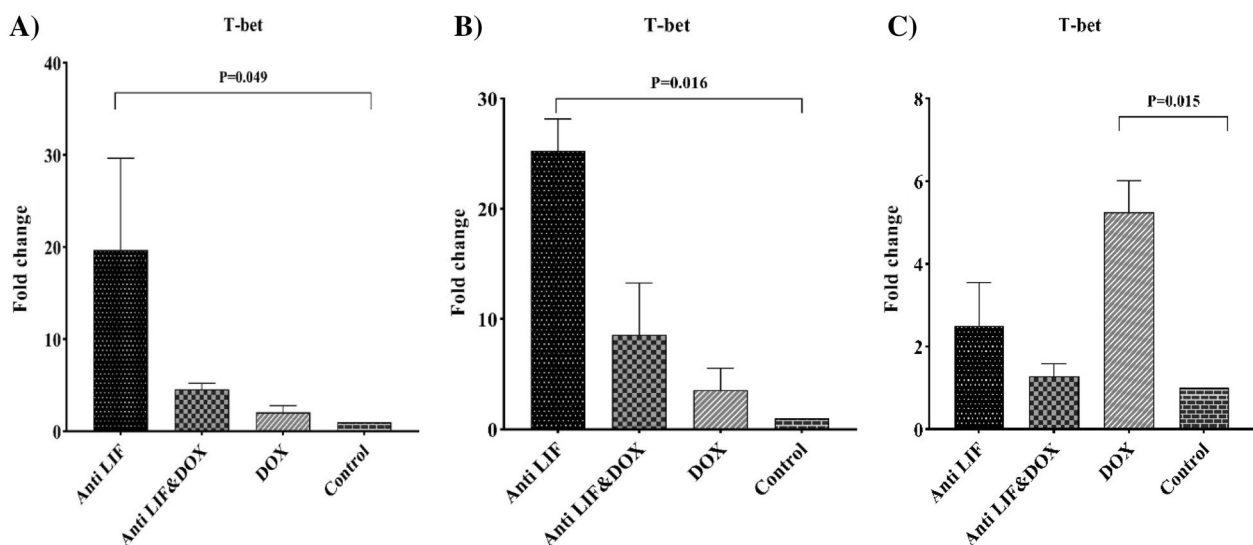 A)
T-bet
P=0.049
Fold change
40
30
20
10
0
Anti LIF
Anti LIF&DOX
DOX
Control
B)
T-bet
P=0.016
Fold change
30
20
10
0
Anti LIF
Anti LIF&DOX
DOX
Control
C)
T-bet
P=0.015
Fold change
8
6
4
2
0
Anti LIF
Anti LIF&DOX
DOX
Control